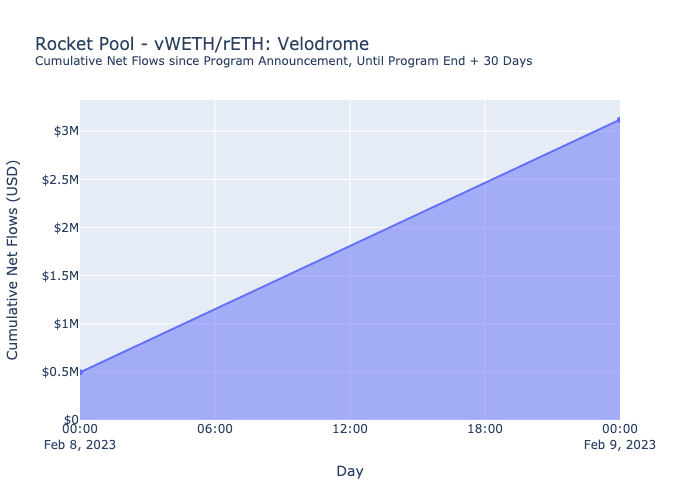 Rocket Pool - vWETH/rETH: Velodrome
Cumulative Net Flows since Program Announcement, Until Program End + 30 Days
Cumulative Net Flows (USD)
$3M
$2.5M
$2M
$1.5M
$1M
$0.5M
$0
00:00 06:00 12:00 18:00 00:00
Feb 8, 2023 Feb 9, 2023
Day